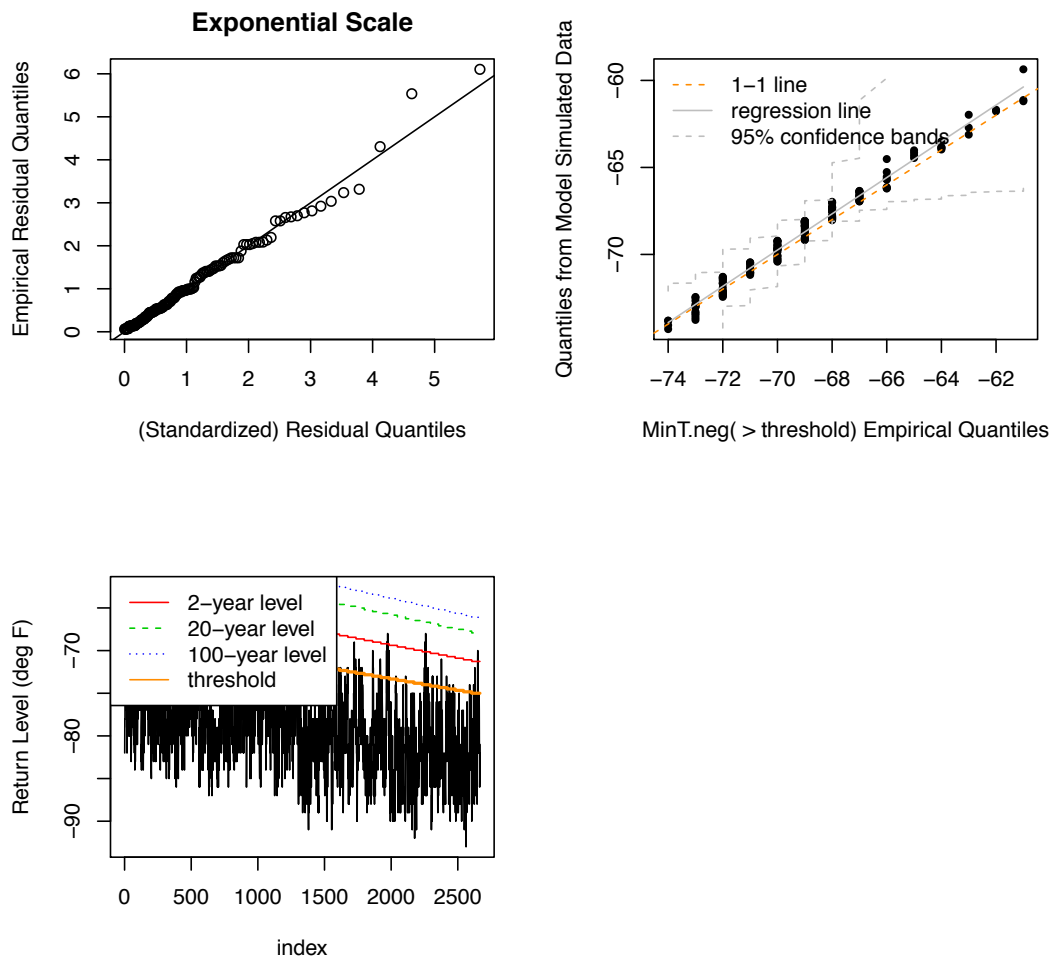 Exponential Scale
Empirical Residual Quantiles
0 1 2 3 4 5 6
0 1 2 3 4 5
(Standardized) Residual Quantiles
Quantiles from Model Simulated Data
−70 −65 −60
1−1 line
regression line
95% confidence bands
−74 −72 −70 −68 −66 −64 −62
MinT.neg( > threshold) Empirical Quantiles
Return Level (deg F)
−90 −80 −70
2−year level
20−year level
100−year level
threshold
0 500 1000 1500 2000 2500
index